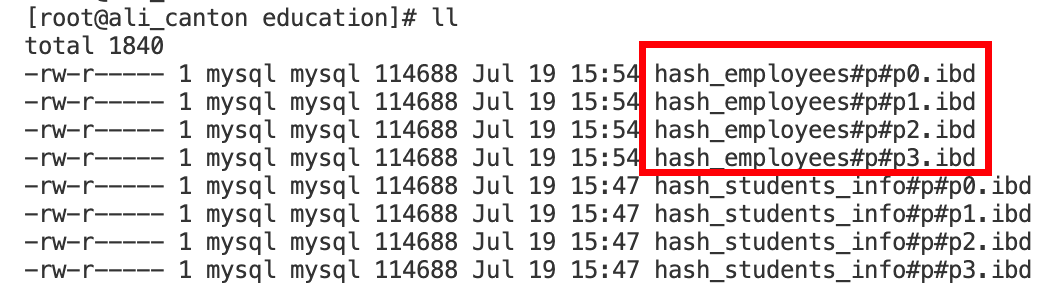 [root@ali_canton education]# ll
total 1840
-rw-r----- 1 mysql mysql 114688 Jul 19 15:54 hash_employees#p#p0.ibd
-rw-r----- 1 mysql mysql 114688 Jul 19 15:54 hash_employees#p#p1.ibd
-rw-r----- 1 mysql mysql 114688 Jul 19 15:54 hash_employees#p#p2.ibd
-rw-r----- 1 mysql mysql 114688 Jul 19 15:54 hash_employees#p#p3.ibd
-rw-r----- 1 mysql mysql 114688 Jul 19 15:47 hash_students_info#p#p0.ibd
-rw-r----- 1 mysql mysql 114688 Jul 19 15:47 hash_students_info#p#p1.ibd
-rw-r----- 1 mysql mysql 114688 Jul 19 15:47 hash_students_info#p#p2.ibd
-rw-r----- 1 mysql mysql 114688 Jul 19 15:47 hash_students_info#p#p3.ibd